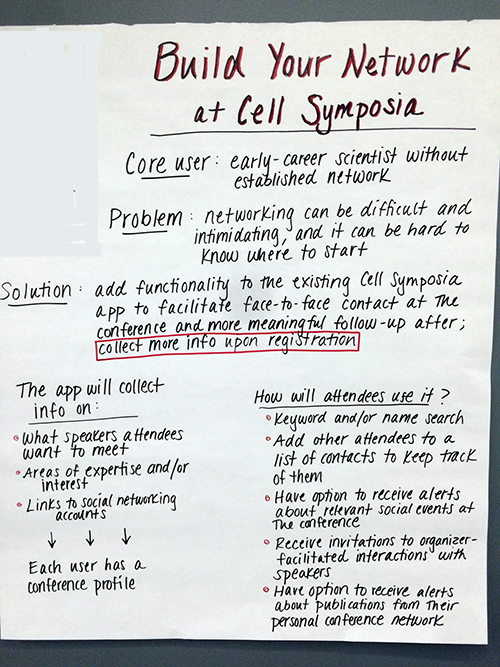 Build Your Network
at Cell Symposia
Core user: early-career scientist without
established network
Problem: networking can be difficult and
intimidating, and it can be hard to
know where to start
Solution: add functionality to the existing Cell Symposia
app to facilitate face-to-face contact at the
conference and more meaningful follow-up after;
collect more info upon registration
The app will collect
info on:
• What speakers attendees
want to meet
• Areas of expertise and/or
interest
• Links to social networking
accounts
↓ ↓ ↓
Each user has a
conference profile
How will attendees use it?
• Keyword and/or name search
• Add other attendees to a
list of contacts to keep track
of them
• Have option to receive alerts
about relevant social events at
the conference
• Receive invitations to organizer-
facilitated interactions with
speakers
• Have option to receive alerts
about publications from their
personal conference network